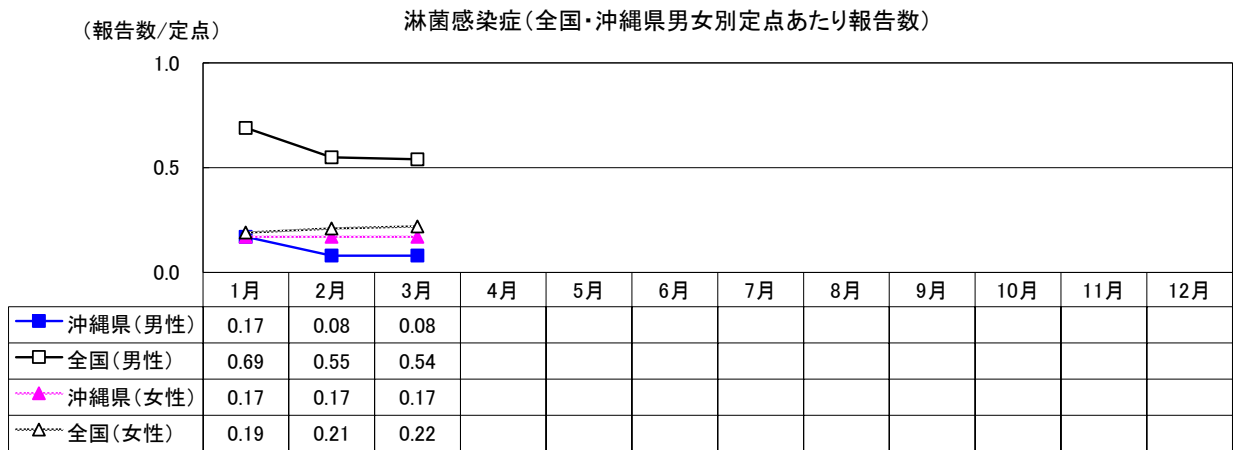 淋菌感染症(全国・沖縄県男女別定点あたり報告数)
(報告数/定点)
1.0
0.5
0.0
1月 2月 3月 4月 5月 6月 7月 8月 9月 10月 11月 12月
沖縄県(男性) 0.17 0.08 0.08
全国(男性) 0.69 0.55 0.54
沖縄県(女性) 0.17 0.17 0.17
全国(女性) 0.19 0.21 0.22